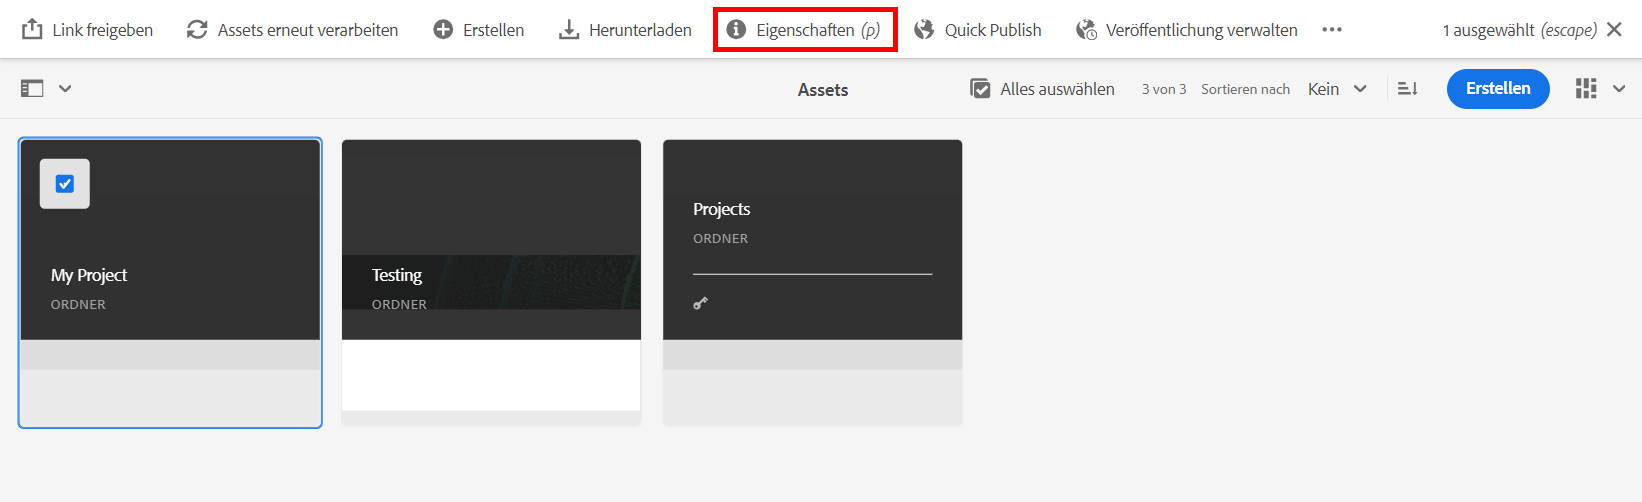 Link freigeben Assets erneut verarbeiten Erstellen Herunterladen Eigenschaften (p) Quick Publish Veröffentlichung verwalten ••• 1 ausgewählt (escape)
Assets Alles auswählen 3 von 3 Sortieren nach Kein Erstellen
My Project
ORDNER
Testing
ORDNER
Projects
ORDNER